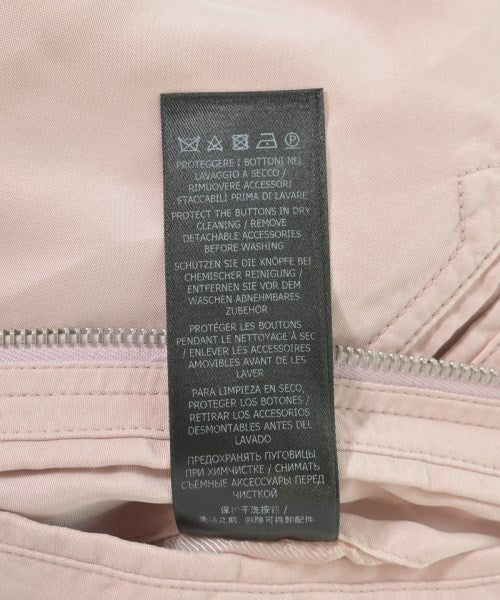 PROTEGGERE I BOTTONI NEL
LAVAGGIO A SECCO /
RIMUOVERE ACCESSORI
STACCABILI PRIMA DI LAVARE
PROTECT THE BUTTONS IN DRY
CLEANING / REMOVE
DETACHABLE ACCESSORIES
BEFORE WASHING
SCHÜTZEN SIE DIE KNÖPFE BEI
CHEMISCHER REINIGUNG /
ENTFERNEN SIE VOR DEM
WASCHEN ABNEHMBARES
ZUBEHÖR
PROTÉGER LES BOUTONS
PENDANT LE NETTOYAGE À SEC
/ ENLEVER LES ACCESSOIRES
AMOVIBLES AVANT DE LES
LAVER
PARA LIMPIEZA EN SECO,
PROTEGER LOS BOTONES /
RETIRAR LOS ACCESORIOS
DESMONTABLES ANTES DEL
LAVADO
ПРЕДОХРАНЯТЬ ПУГОВИЦЫ
ПРИ ХИМЧИСТКЕ / СНИМАТЬ
СЪЕМНЫЕ АКСЕССУАРЫ ПЕРЕД
ЧИСТКОЙ
保护干洗按钮 /
洗涤之前, 删除可拆卸配件